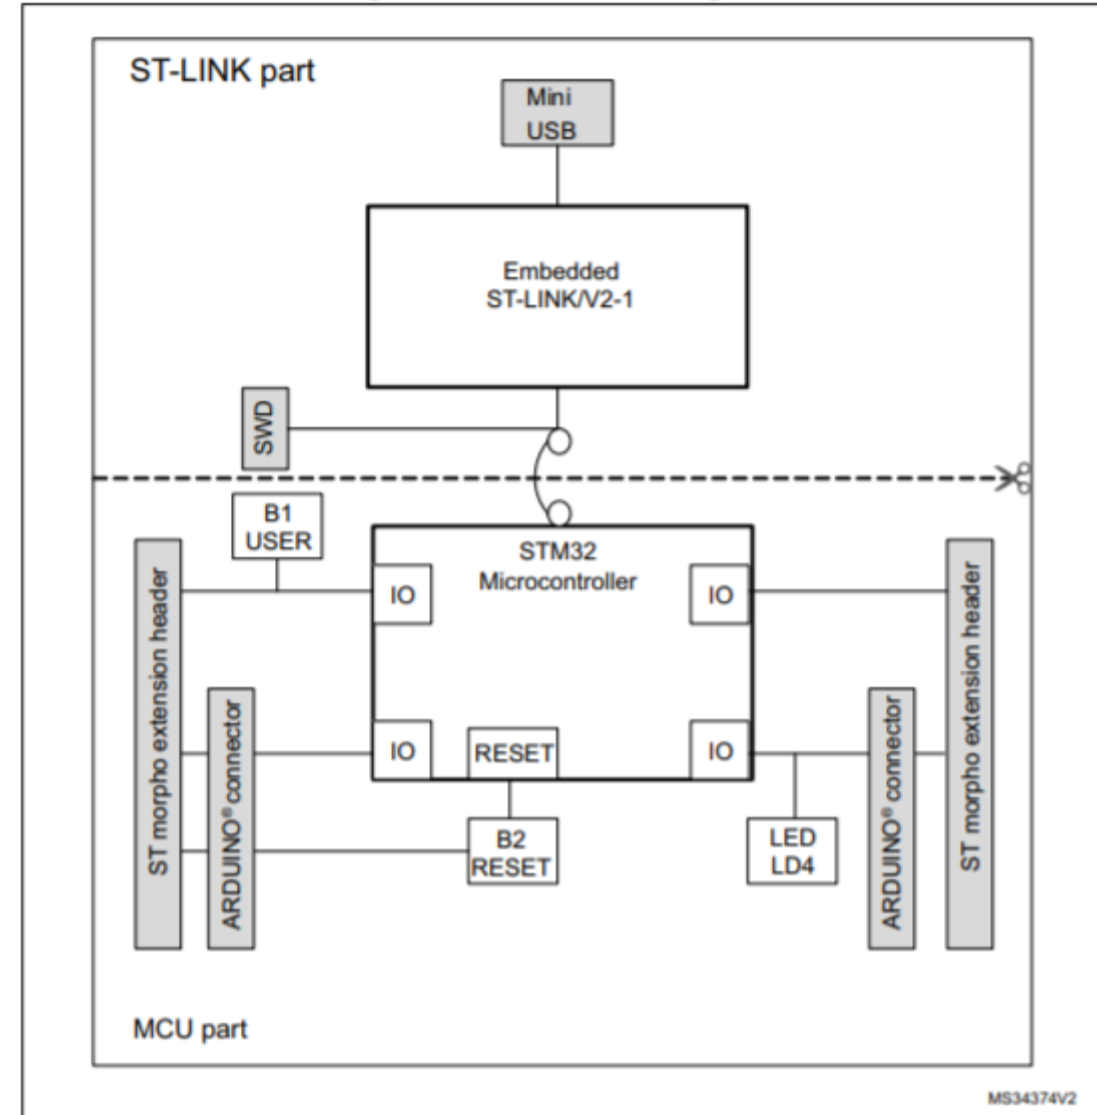 ST-LINK part
Mini
USB
Embedded
ST-LINK/V2-1
SWD
B1
USER
STM32
Microcontroller
IO
IO
ST morpho extension header
ARDUINO® connector
IO
RESET
IO
ARDUINO® connector
ST morpho extension header
B2
RESET
LED
LD4
MCU part
MS34374V2